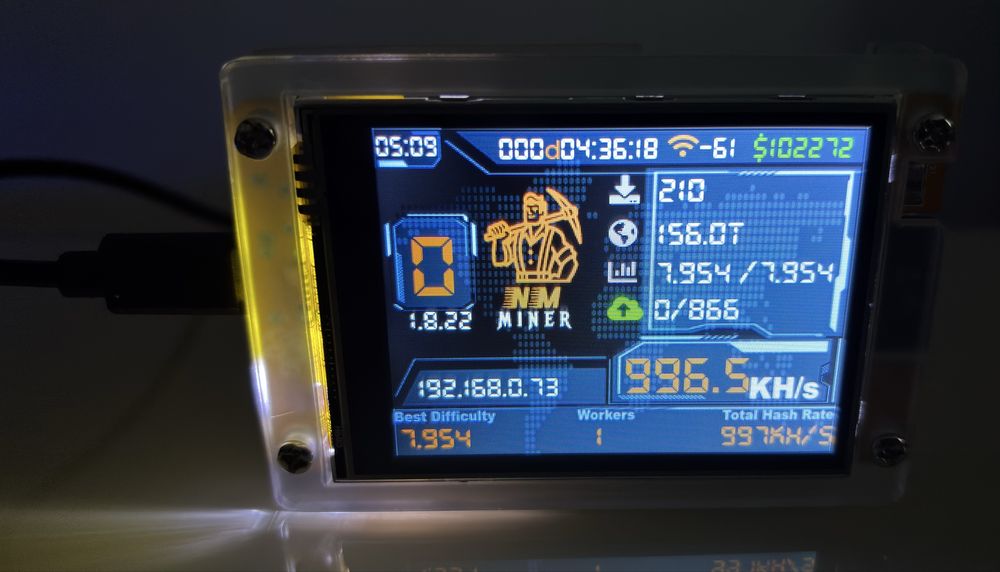 05:09 000d04:36:18 -61 $102272
210
156.0T
7.954/7.954
0/866
0
NM
MINER
1.8.22
192.168.0.73
996.5KH/s
Best Difficulty Workers Total Hash Rate
7.954 1 997KH/S